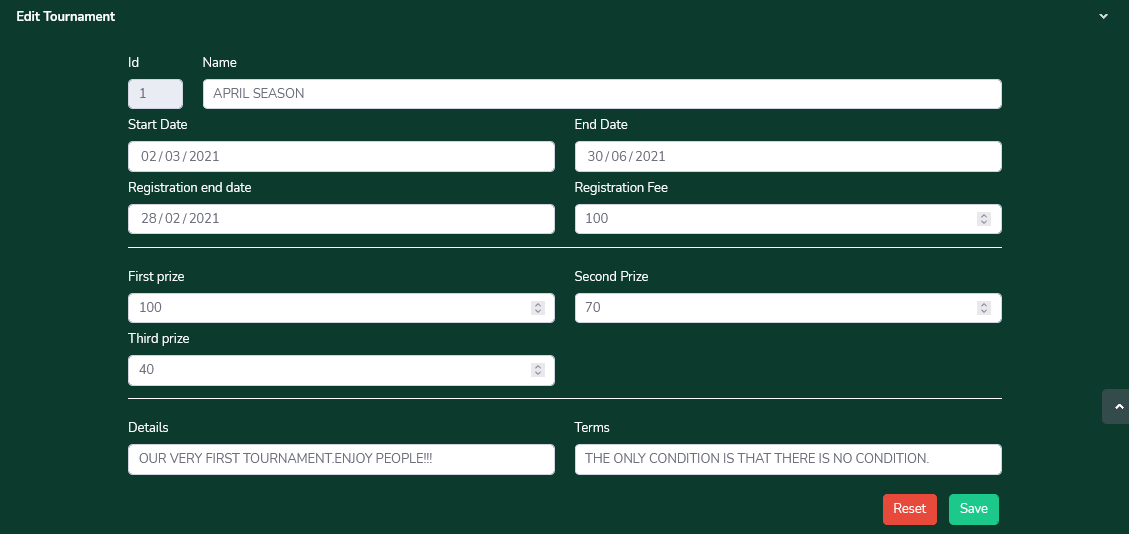 Edit Tournament
Id Name
1 APRIL SEASON
Start Date End Date
02/03/2021 30/06/2021
Registration end date Registration Fee
28/02/2021 100
First prize Second Prize
100 70
Third prize
40
Details Terms
OUR VERY FIRST TOURNAMENT.ENJOY PEOPLE!!! THE ONLY CONDITION IS THAT THERE IS NO CONDITION.
Reset Save